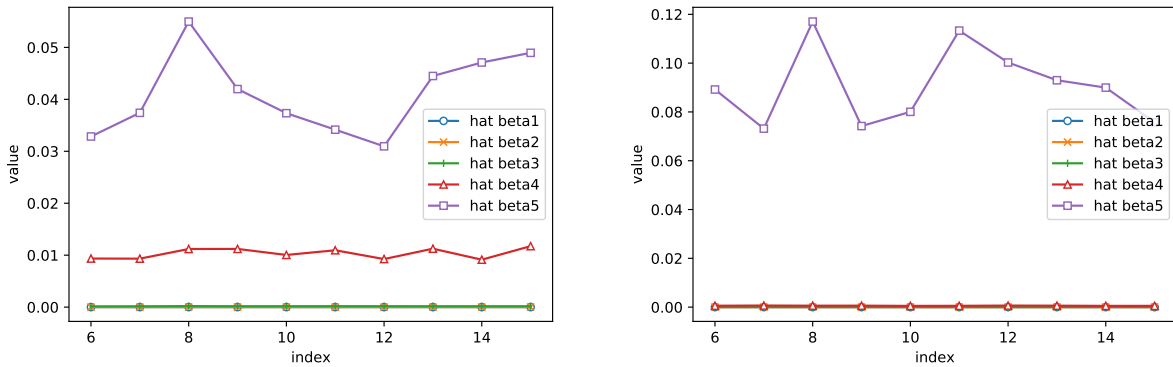 0.05
0.04
0.03
0.02
0.01
0.00
value
6
8
10
12
14
index
hat beta1
hat beta2
hat beta3
hat beta4
hat beta5
0.12
0.10
0.08
0.06
0.04
0.02
0.00
value
6
8
10
12
14
index
hat beta1
hat beta2
hat beta3
hat beta4
hat beta5